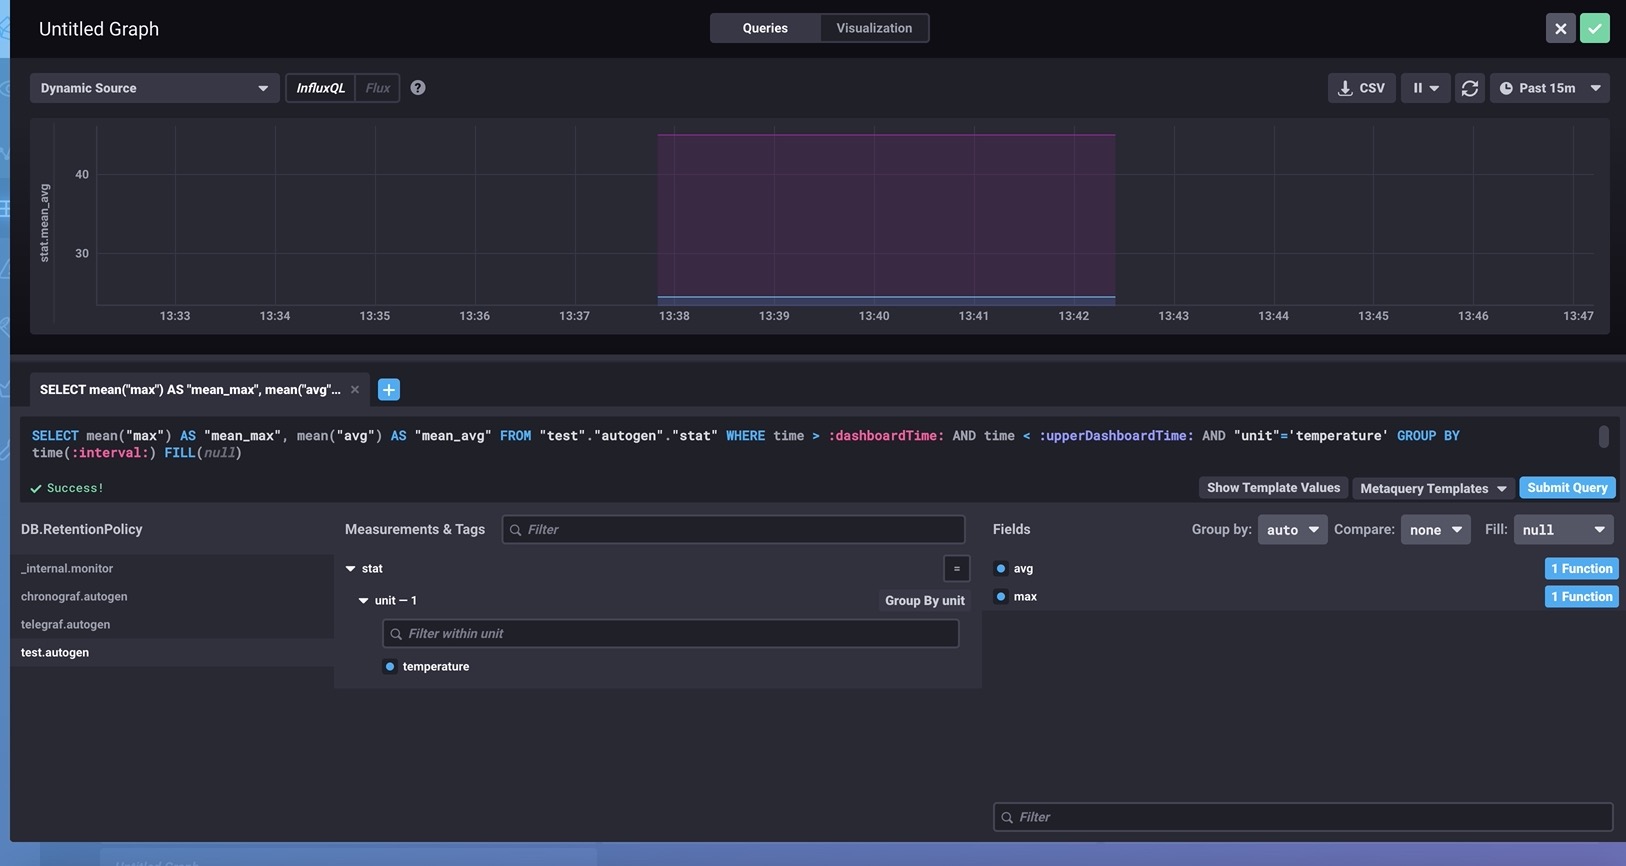 Untitled Graph
Queries
Visualization
Dynamic Source
InfluxQL
Flux
?
CSV
Past 15m
stat.mean_avg
40
30
13:33
13:34
13:35
13:36
13:37
13:38
13:39
13:40
13:41
13:42
13:43
13:44
13:45
13:46
13:47
SELECT mean("max") AS "mean_max", mean("avg"...
SELECT mean("max") AS "mean_max", mean("avg") AS "mean_avg" FROM "test"."autogen"."stat" WHERE time > :dashboardTime: AND time < :upperDashboardTime: AND "unit"='temperature' GROUP BY
time(:interval:) FILL(null)
Success!
Show Template Values
Metaquery Templates
Submit Query
DB.RetentionPolicy
Measurements & Tags
Filter
Fields
Group by:
auto
Compare:
none
Fill:
null
_internal.monitor
chronograf.autogen
telegraf.autogen
test.autogen
stat
=
unit — 1
Group By unit
Filter within unit
temperature
avg
1 Function
max
1 Function
Filter
Untitled Graph